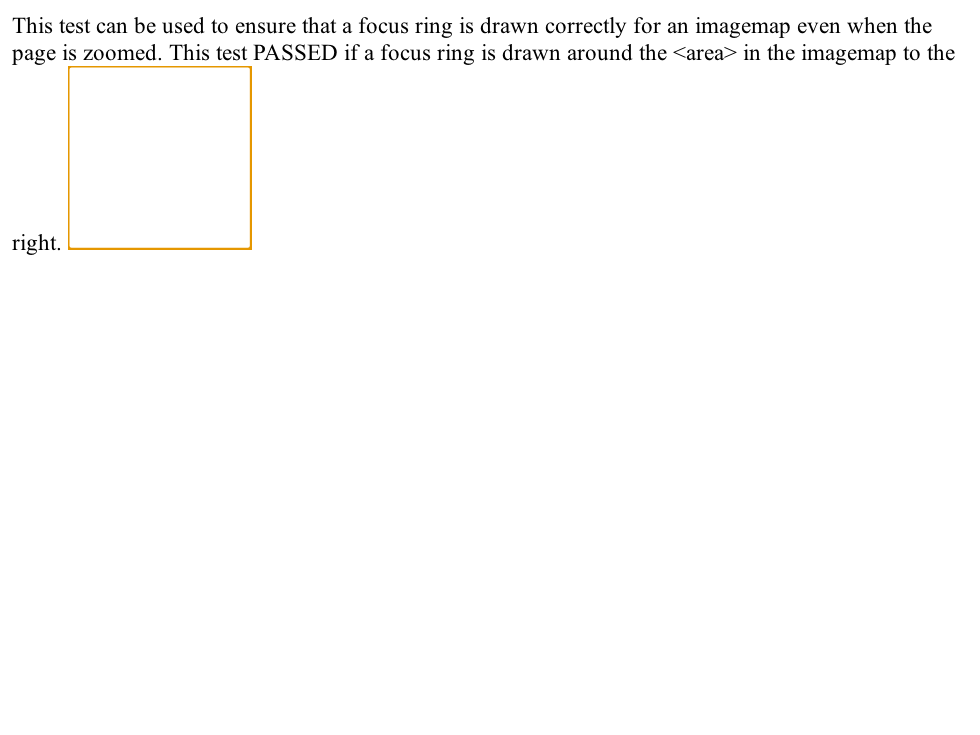 This test can be used to ensure that a focus ring is drawn correctly for an imagemap even when the
page is zoomed. This test PASSED if a focus ring is drawn around the <area> in the imagemap to the
right.